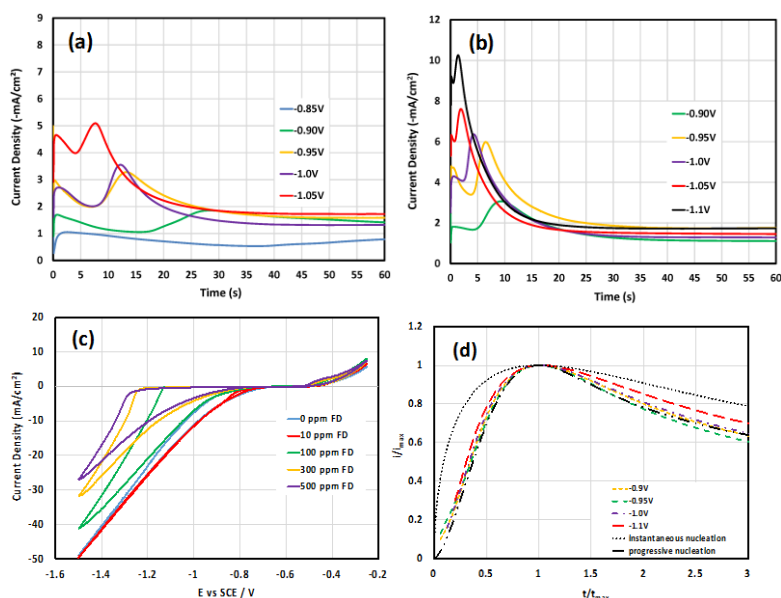 (a)
Current Density (-mA/cm²)
9
8
7
6
5
4
3
2
1
0
-0.85V
-0.90V
-0.95V
-1.0V
-1.05V
0 5 10 15 20 25 30 35 40 45 50 55 60
Time (s)
(b)
Current Density (-mA/cm²)
12
10
8
6
4
2
0
-0.90V
-0.95V
-1.0V
-1.05V
-1.1V
0 5 10 15 20 25 30 35 40 45 50 55 60
Time (s)
(c)
Current Density (mA/cm²)
20
10
0
-10
-20
-30
-40
-50
0 ppm FD
10 ppm FD
100 ppm FD
300 ppm FD
500 ppm FD
-1.6 -1.4 -1.2 -1 -0.8 -0.6 -0.4 -0.2
E vs SCE / V
(d)
i/imax
1.2
1
0.8
0.6
0.4
0.2
0
-0.9V
-0.95V
-1.0V
-1.1V
Instantaneous nucleation
progressive nucleation
0 0.5 1 1.5 2 2.5 3
t/tmax